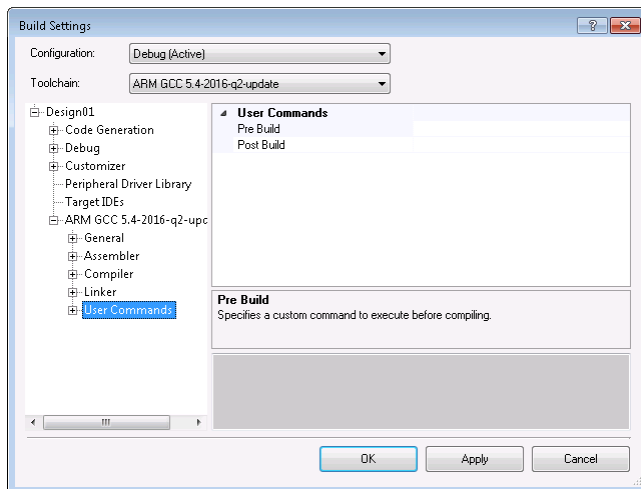 Build Settings
Configuration: Debug (Active)
Toolchain: ARM GCC 5.4-2016-q2-update
Design01
Code Generation
Debug
Customizer
Peripheral Driver Library
Target IDEs
ARM GCC 5.4-2016-q2-upc
General
Assembler
Compiler
Linker
User Commands
User Commands
Pre Build
Post Build
Pre Build
Specifies a custom command to execute before compiling.
OK Apply Cancel